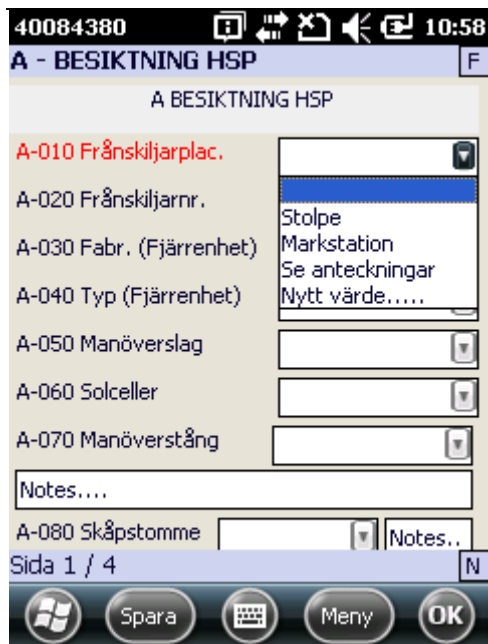 40084380 10:58
A - BESIKTNING HSP F
A BESIKTNING HSP
A-010 Frånskiljarplac.
A-020 Frånskiljarnr.
Stolpe
A-030 Fabr. (Fjärrenhet)
Markstation
Se anteckningar
A-040 Typ (Fjärrenhet)
Nytt värde.....
A-050 Manöverslag
A-060 Solceller
A-070 Manöverstång
Notes....
A-080 Skåpstomme Notes..
Sida 1 / 4 N
Spara Meny OK